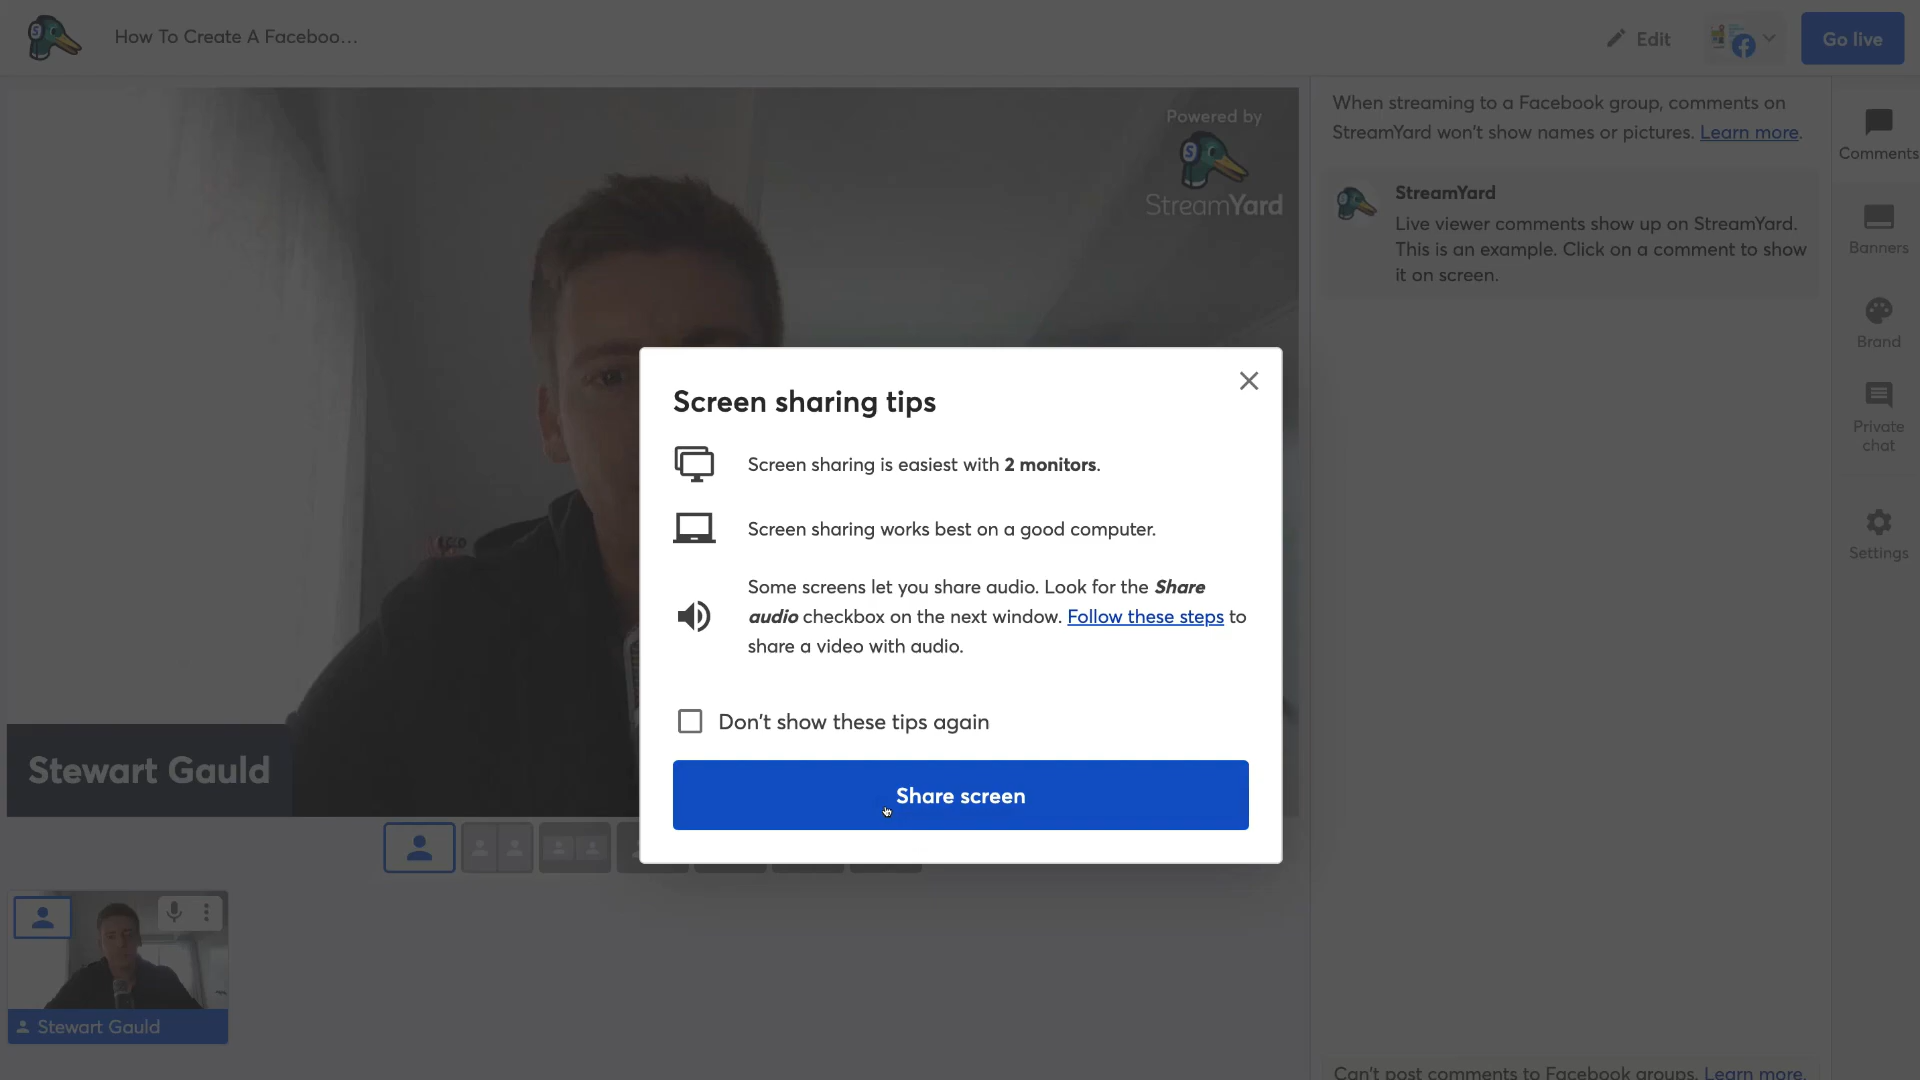 How To Create A Faceboo...
Edit
Go live
Powered by
StreamYard
When streaming to a Facebook group, comments on
StreamYard won't show names or pictures. Learn more.
StreamYard
Live viewer comments show up on StreamYard.
This is an example. Click on a comment to show
it on screen.
Comments
Banners
Brand
Private
chat
Settings
Screen sharing tips
Screen sharing is easiest with 2 monitors.
Screen sharing works best on a good computer.
Some screens let you share audio. Look for the Share
audio checkbox on the next window. Follow these steps to
share a video with audio.
Don't show these tips again
Share screen
Stewart Gauld
Stewart Gauld
Can't post comments to Facebook groups. Learn more.